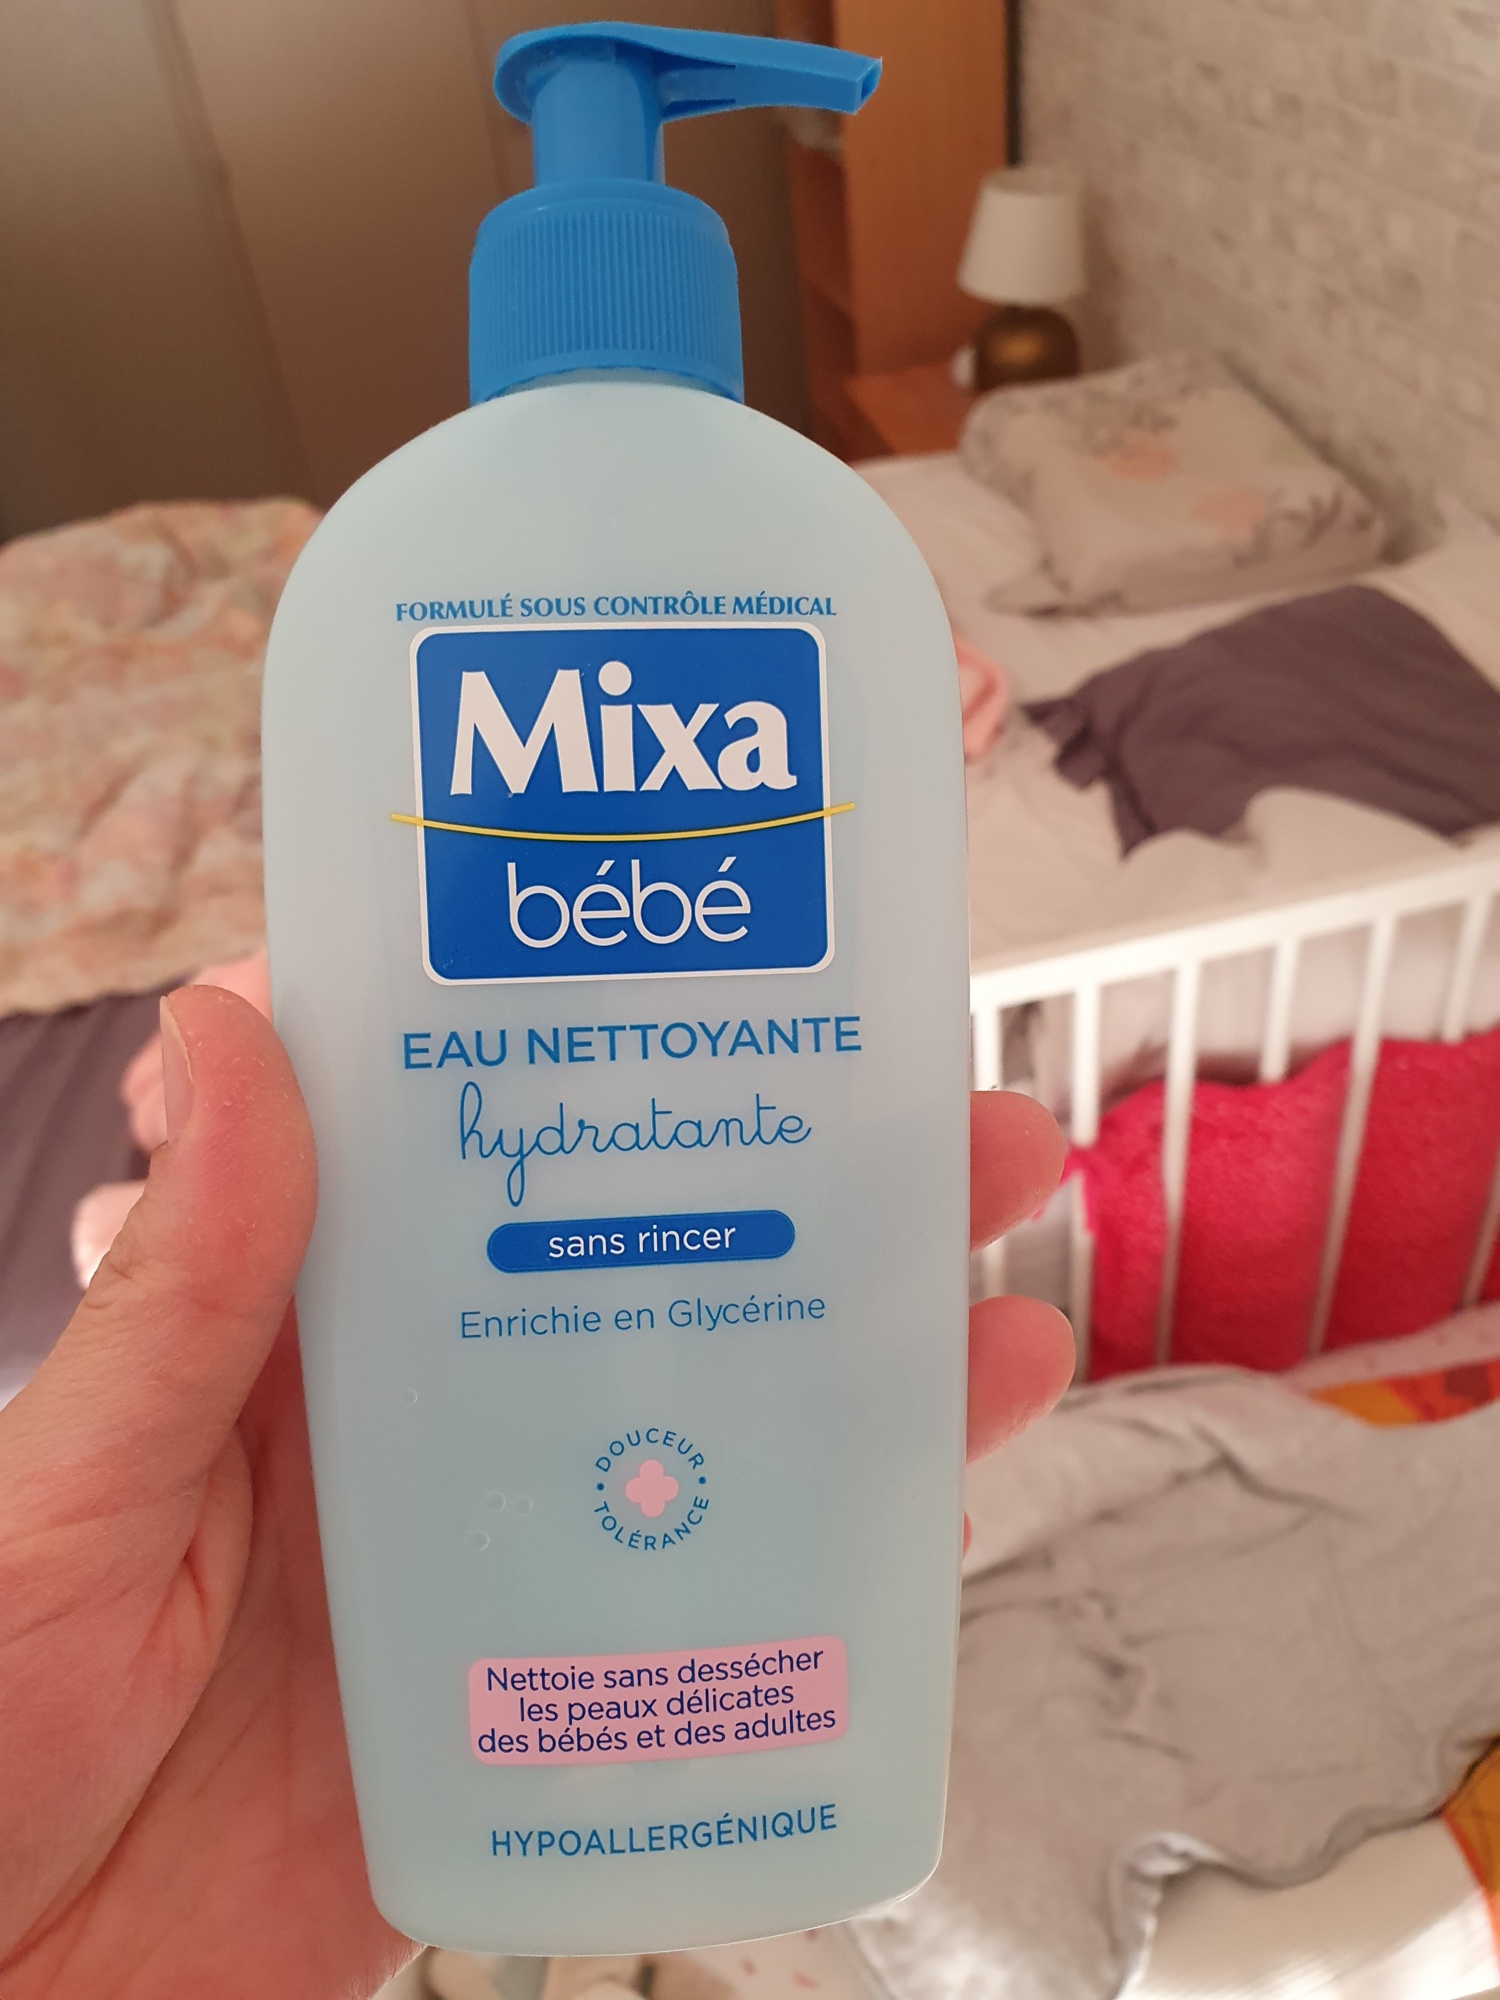 FORMULÉ SOUS CONTRÔLE MÉDICAL
Mixa
bébé
EAU NETTOYANTE
hydratante
sans rincer
Enrichie en Glycérine
DOUCEUR
TOLÉRANCE
Nettoie sans dessécher
les peaux délicates
des bébés et des adultes
HYPOALLERGÉNIQUE